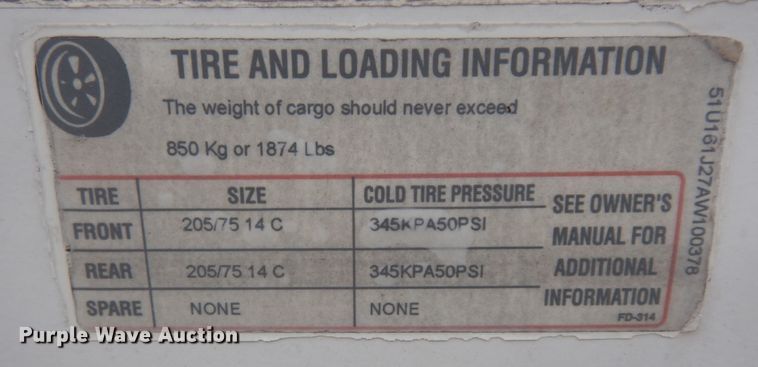 TIRE AND LOADING INFORMATION
The weight of cargo should never exceed
850 Kg or 1874 Lbs
TIRE SIZE COLD TIRE PRESSURE
FRONT 205/75 14 C 345KPA50PSI
REAR 205/75 14 C 345KPA50PSI
SPARE NONE NONE
SEE OWNER'S
MANUAL FOR
ADDITIONAL
INFORMATION
FD-314
51U161J27AW100378
Purple Wave Auction